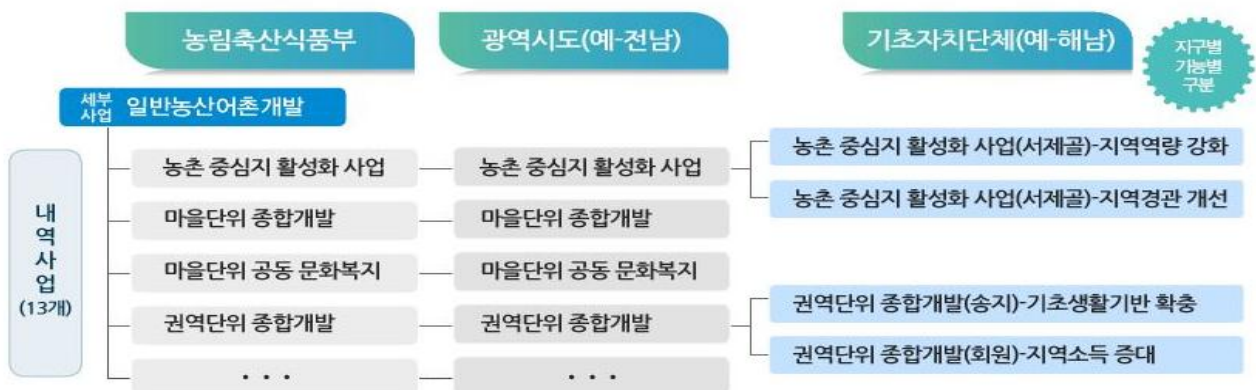 농림축산식품부
광역시도(예-전남)
기초자치단체(예-해남)
지구별
기능별
구분
세부
사업
일반농산어촌개발
내
역
사
업
(13개)
농촌 중심지 활성화 사업
농촌 중심지 활성화 사업
농촌 중심지 활성화 사업(서제골)-지역역량 강화
농촌 중심지 활성화 사업(서제골)-지역경관 개선
마을단위 종합개발
마을단위 종합개발
마을단위 공동 문화복지
마을단위 공동 문화복지
권역단위 종합개발
권역단위 종합개발
권역단위 종합개발(송지)-기초생활기반 확충
권역단위 종합개발(회원)-지역소득 증대
· · ·
· · ·